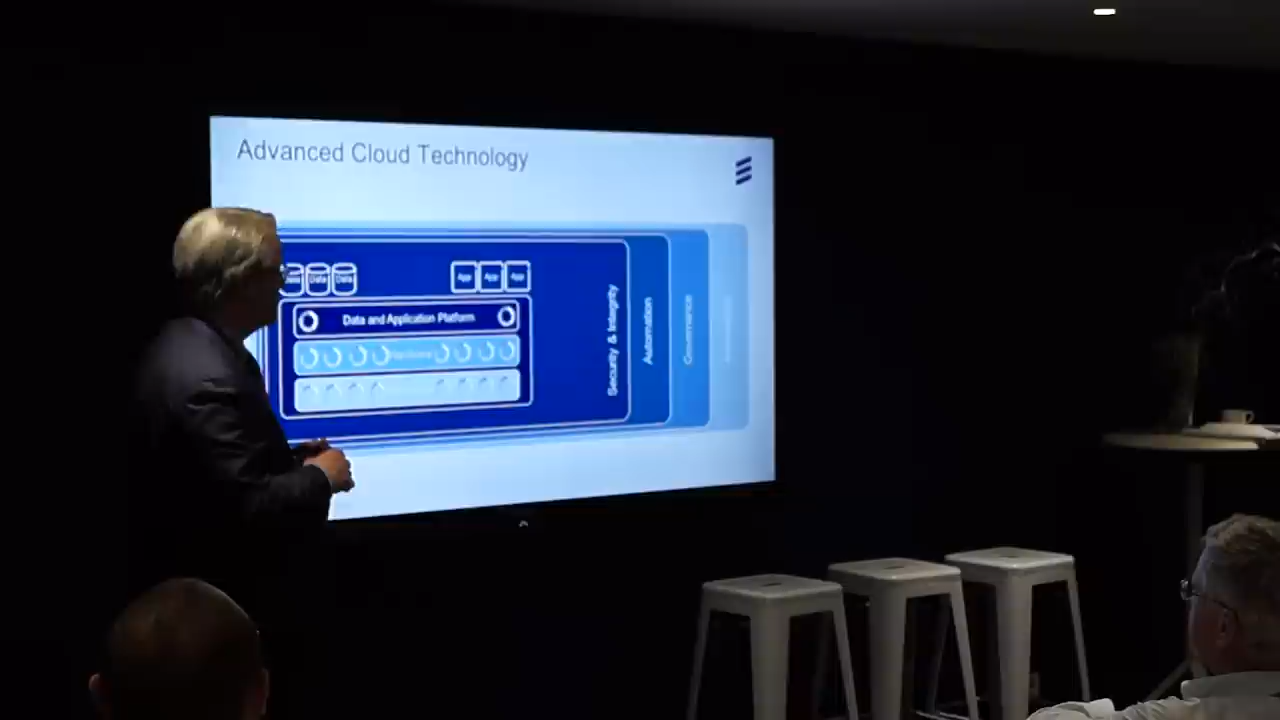 Advanced Cloud Technology
Data Data
App App App
Data and Application Platform
Security & Integrity
Automation
Governance